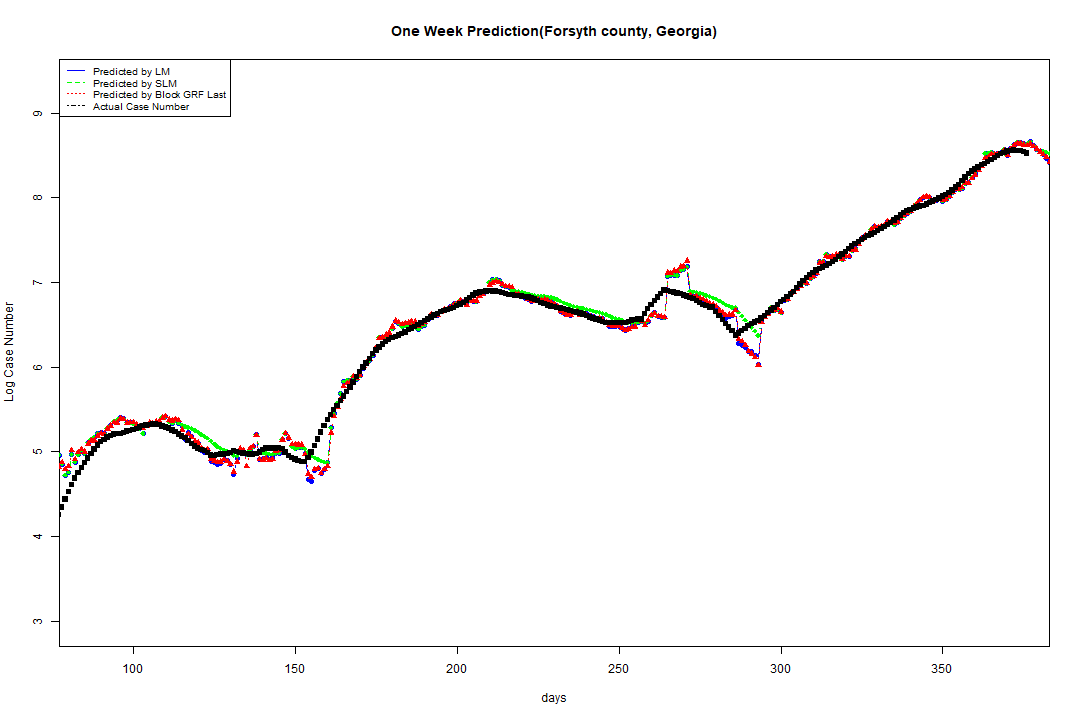 One Week Prediction(Forsyth county, Georgia)
Predicted by LM
Predicted by SLM
Predicted by Block GRF Last
Actual Case Number
9
8
7
6
5
4
3
Log Case Number
100 150 200 250 300 350
days